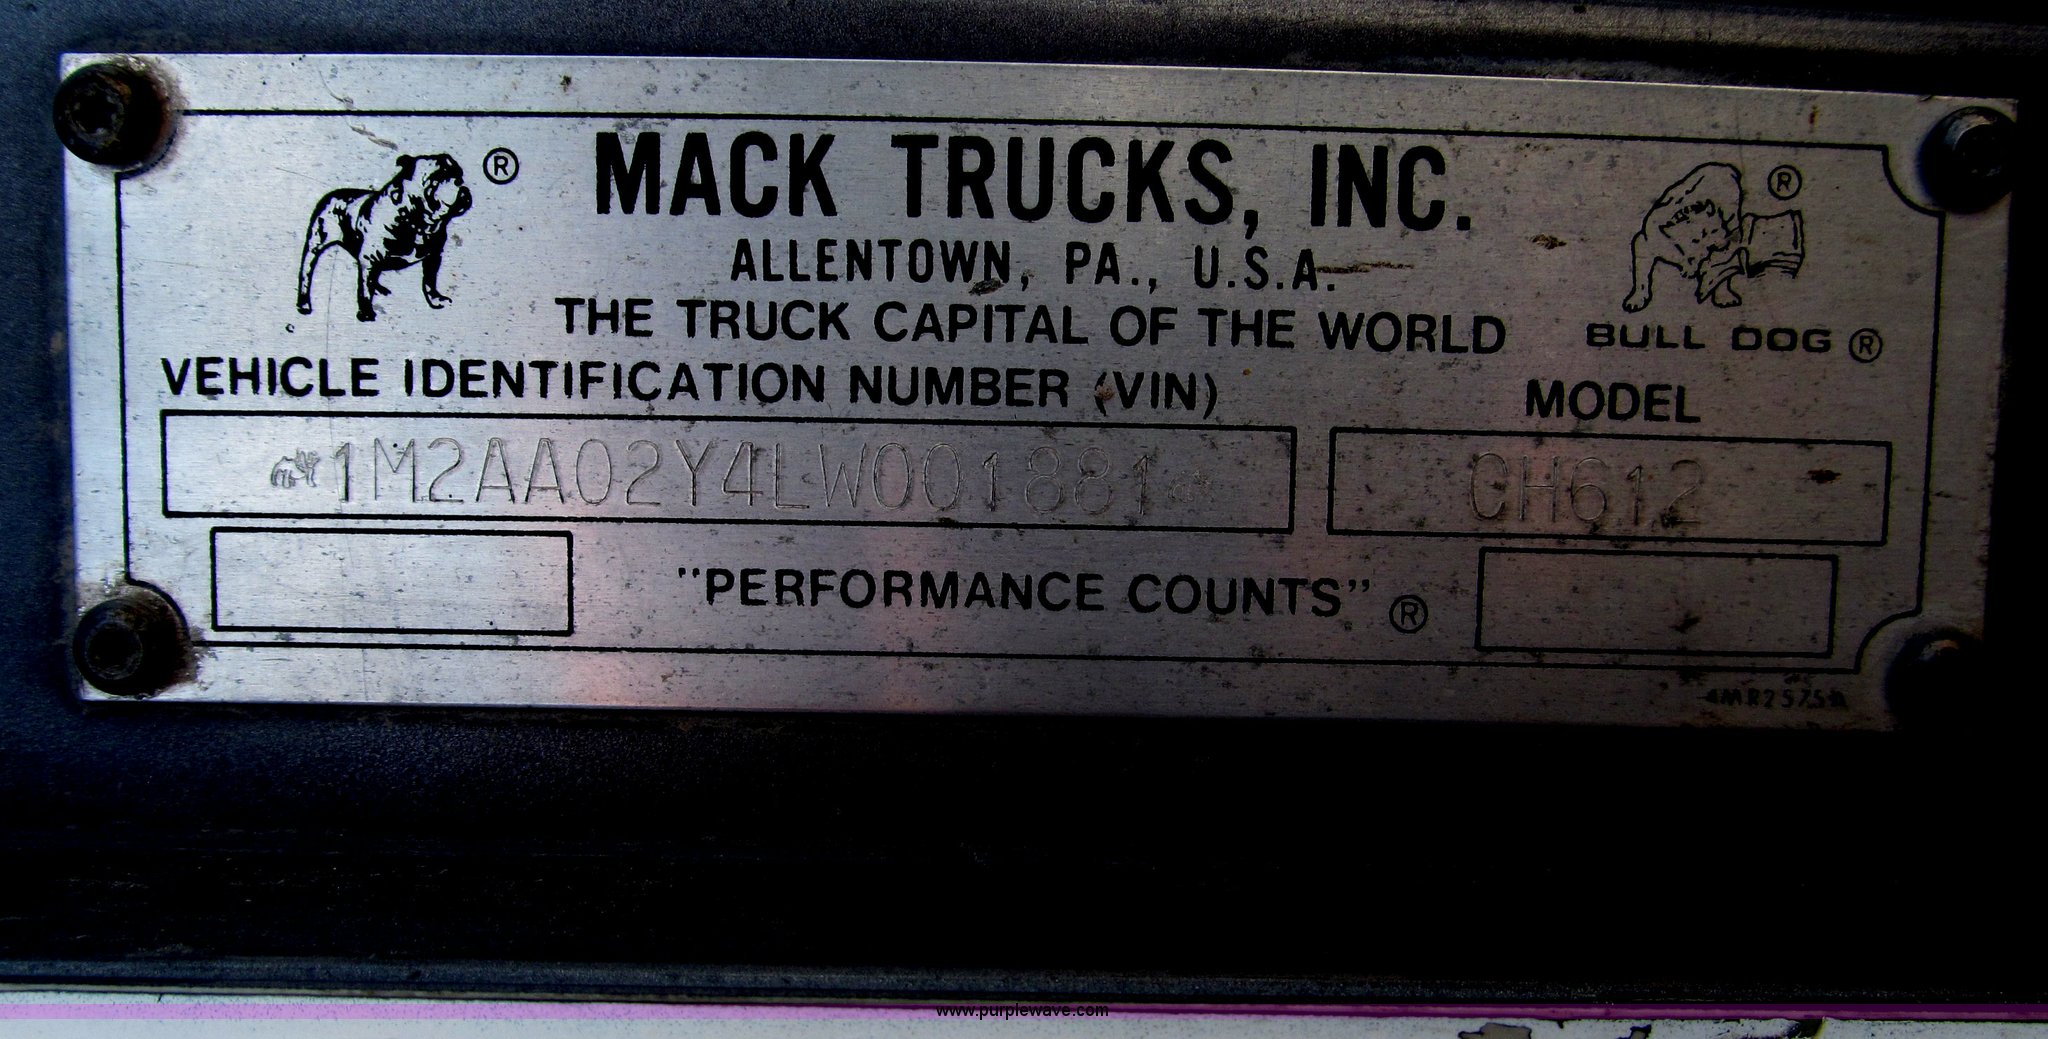 ® MACK TRUCKS, INC. ®
ALLENTOWN, PA., U.S.A.
THE TRUCK CAPITAL OF THE WORLD
BULL DOG ®
VEHICLE IDENTIFICATION NUMBER (VIN)
MODEL
1M2AA02Y4LW001881
CH612
"PERFORMANCE COUNTS" ®
www.purplewave.com